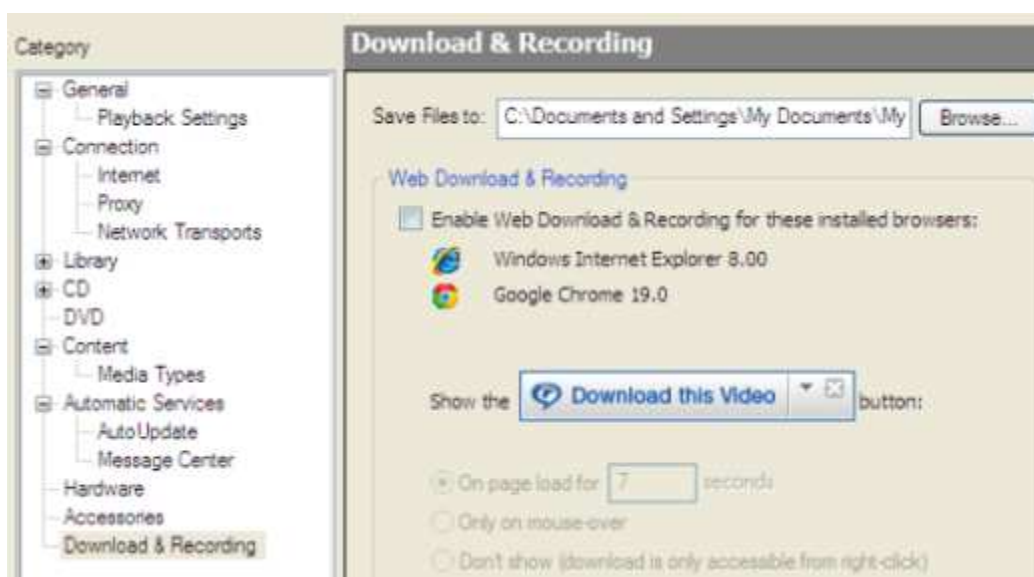 Category
General
Playback Settings
Connection
Internet
Proxy
Network Transports
Library
CD
DVD
Content
Media Types
Automatic Services
AutoUpdate
Message Center
Hardware
Accessories
Download & Recording
Download & Recording
Save Files to: C:\Documents and Settings\My Documents\My Browse...
Web Download & Recording
Enable Web Download & Recording for these installed browsers:
Windows Internet Explorer 8.00
Google Chrome 19.0
Show the Download this Video button:
On page load for 7 seconds
Only on mouse-over
Don't show (download is only accessible from right-click)